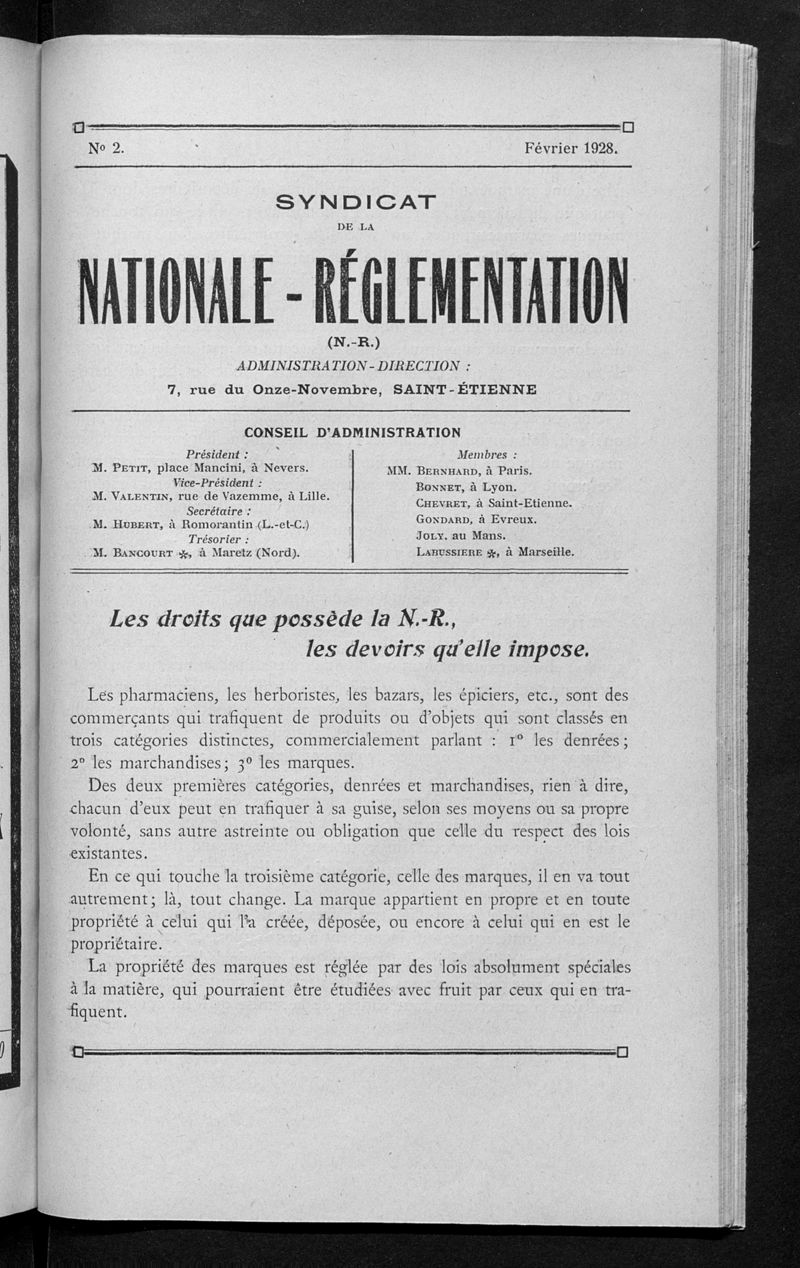 Nº 2.
Février 1928.
SYNDICAT
DE LA
NATIONALE - RÉGLEMENTATION
(N.-R.)
ADMINISTRATION-DIRECTION :
7, rue du Onze-Novembre, SAINT-ÉTIENNE
CONSEIL D'ADMINISTRATION
Président :
M. PETIT, place Mancini, à Nevers.
Vice-Président :
M. VALENTIN, rue de Vazemme, à Lille.
Secrétaire :
M. HUBERT, à Romorantin (L.-et-C.)
Trésorier :
M. BANCOURT ✻, à Maretz (Nord).
Membres :
MM. BERNHARD, à Paris.
BONNET, à Lyon.
CHEVRET, à Saint-Etienne.
GONDARD, à Evreux.
JOLY, au Mans.
LABUSSIERE ✻, à Marseille.
Les droits que possède la N.-R.,
les devoirs qu'elle impose.
Les pharmaciens, les herboristes, les bazars, les épiciers, etc., sont des
commerçants qui trafiquent de produits ou d'objets qui sont classés en
trois catégories distinctes, commercialement parlant : 1º les denrées ;
2º les marchandises ; 3º les marques.
Des deux premières catégories, denrées et marchandises, rien à dire,
chacun d'eux peut en trafiquer à sa guise, selon ses moyens ou sa propre
volonté, sans autre astreinte ou obligation que celle du respect des lois
existantes.
En ce qui touche la troisième catégorie, celle des marques, il en va tout
autrement ; là, tout change. La marque appartient en propre et en toute
propriété à celui qui l'a créée, déposée, ou encore à celui qui en est le
propriétaire.
La propriété des marques est réglée par des lois absolument spéciales
à la matière, qui pourraient être étudiées avec fruit par ceux qui en tra-
fiquent.